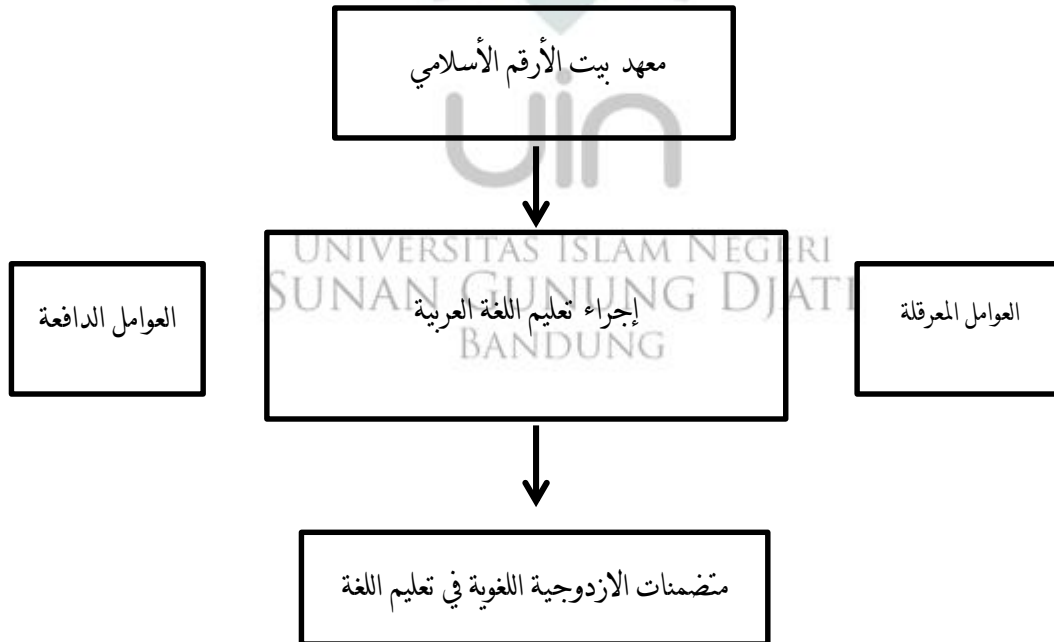 معهد بيت الأرقم الأسلامي
uin
UNIVERSITAS ISLAM NEGERI
SUNAN GUNUNG DJATI
BANDUNG
العوامل المعرقلة
إجراء تعليم اللغة العربية
العوامل الدافعة
متضمنات الازدوجية اللغوية في تعليم اللغة